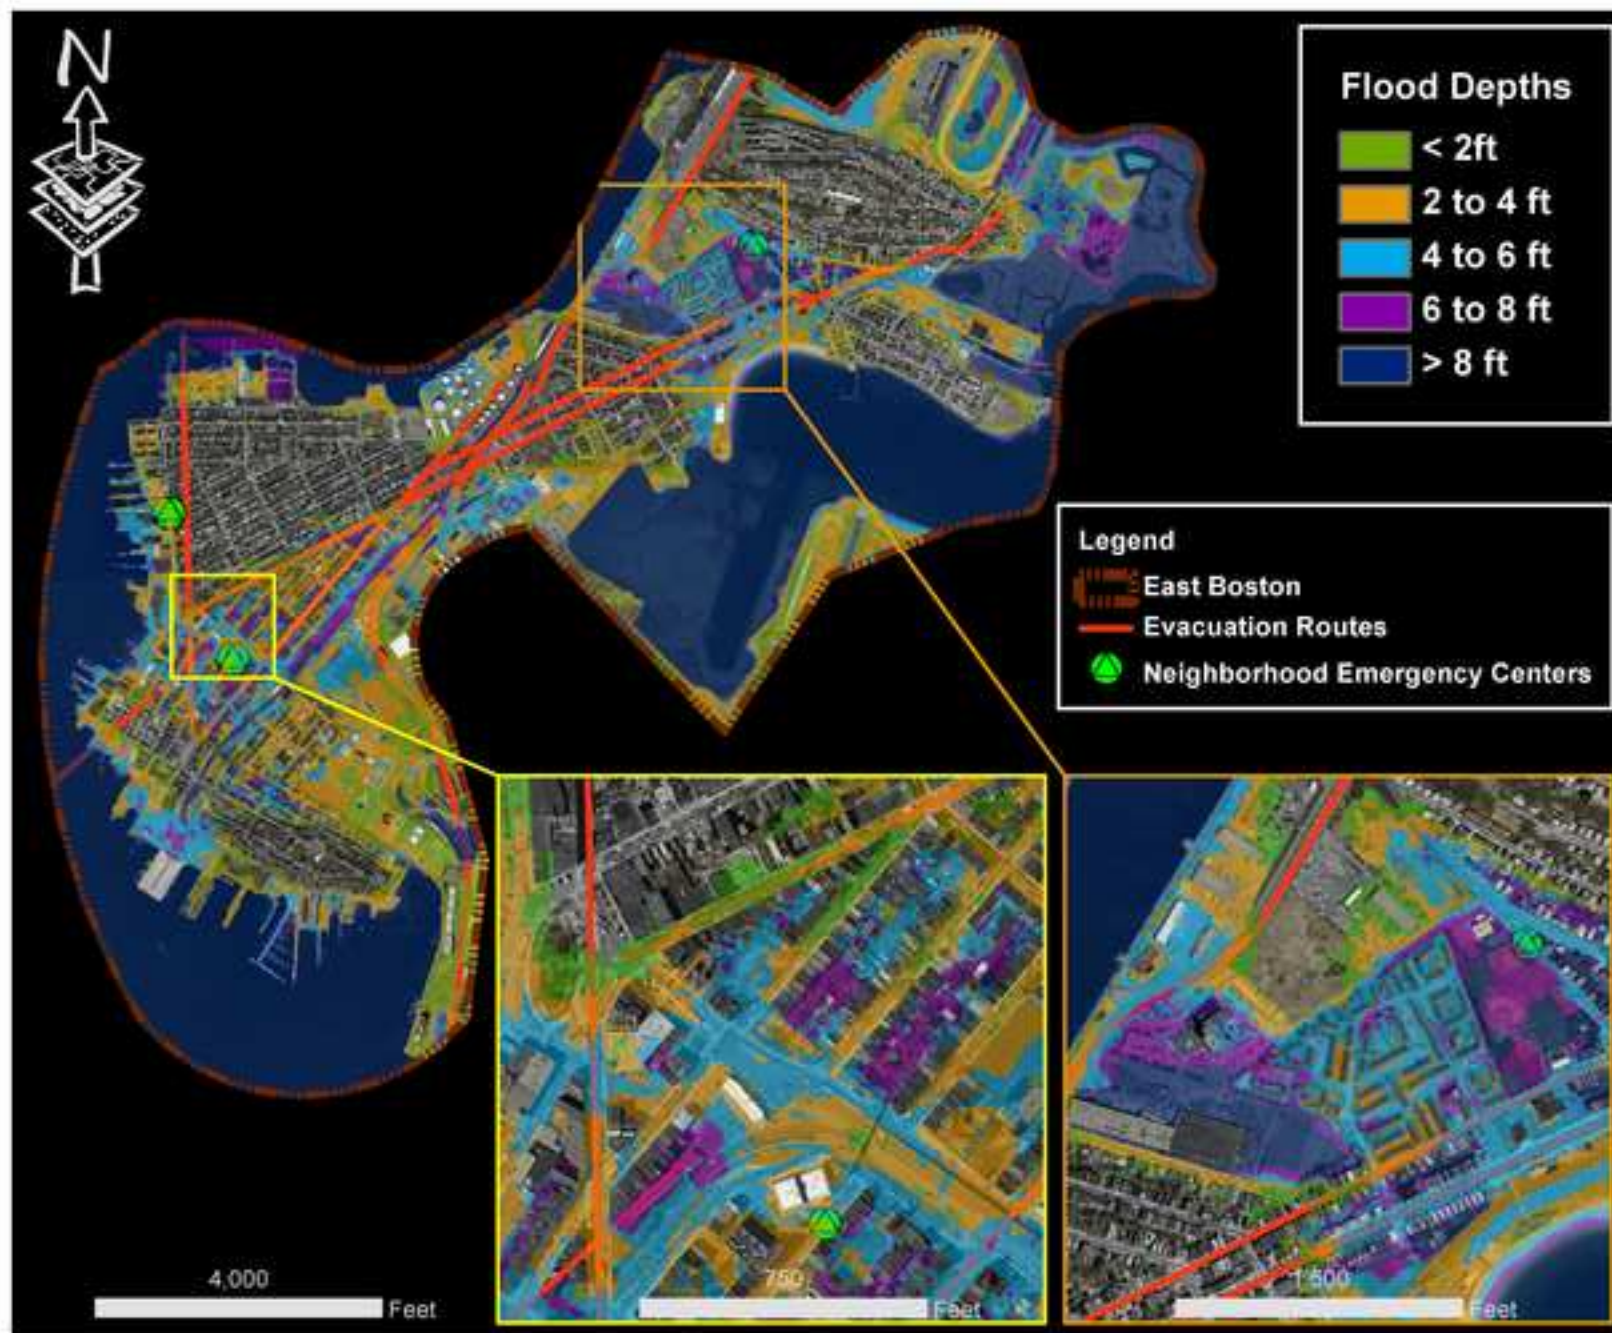 N
Flood Depths
< 2ft
2 to 4 ft
4 to 6 ft
6 to 8 ft
> 8 ft
Legend
East Boston
Evacuation Routes
Neighborhood Emergency Centers
4,000
Feet
750
Feet
1,500
Feet